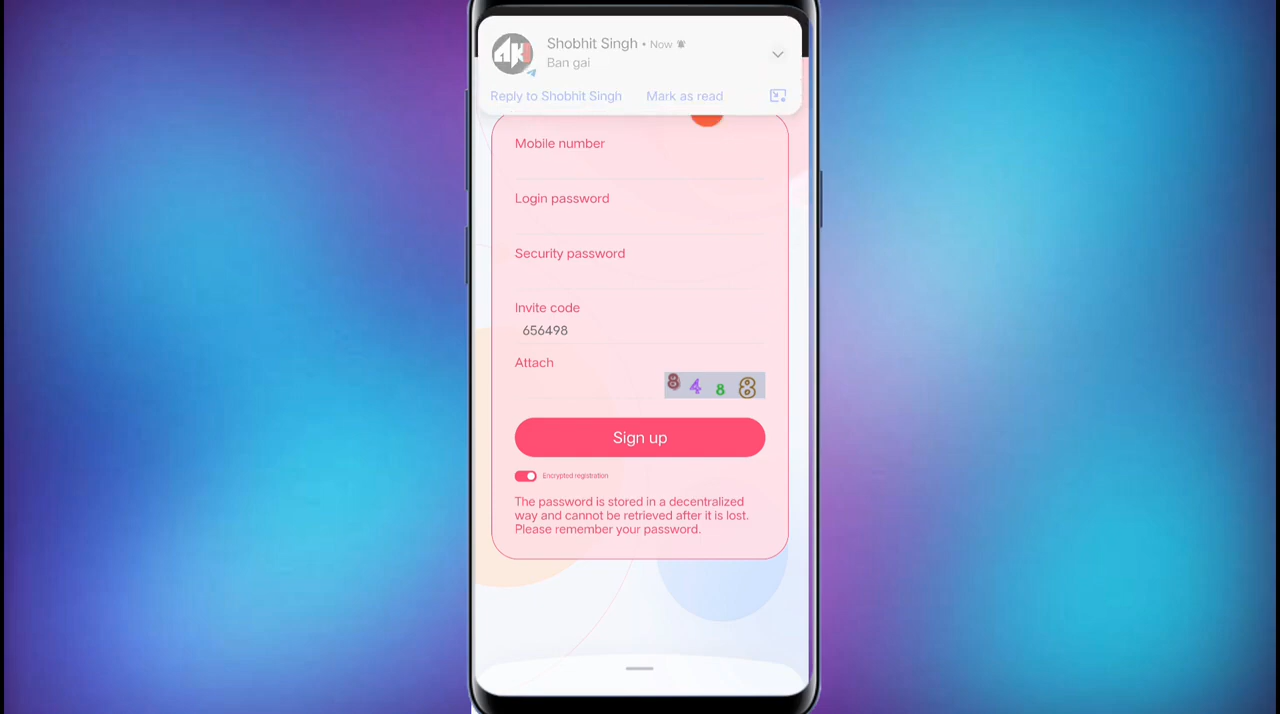 Shobhit Singh • Now
Ban gai
Reply to Shobhit Singh Mark as read
Mobile number
Login password
Security password
Invite code
656498
Attach
8 4 8 8
Sign up
Encrypted registration
The password is stored in a decentralized
way and cannot be retrieved after it is lost.
Please remember your password.